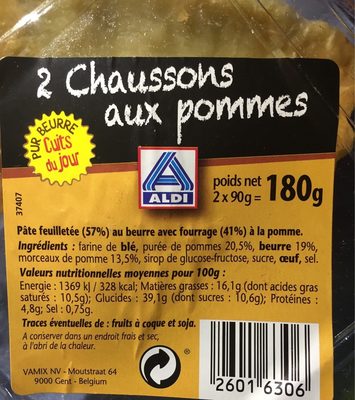 2 Chaussons
aux pommes
PUR BEURRE
Cuits
du jour
37407
ALDI
poids net
2 x 90g = 180g
Pâte feuilletée (57%) au beurre avec fourrage (41%) à la pomme.
Ingrédients : farine de blé, purée de pommes 20,5%, beurre 19%,
morceaux de pomme 13,5%, sirop de glucose-fructose, sucre, œuf, sel.
Valeurs nutritionnelles moyennes pour 100g :
Energie : 1369 kJ / 328 kcal; Matières grasses : 16,1g (dont acides gras
saturés : 10,5g); Glucides : 39,1g (dont sucres : 10,6g); Protéines :
4,8g; Sel : 0,75g.
Traces éventuelles de : fruits à coque et soja.
A conserver dans un endroit frais et sec,
à l'abri de la chaleur.
VAMIX NV - Moutstraat 64
9000 Gent - Belgium
2601 6306